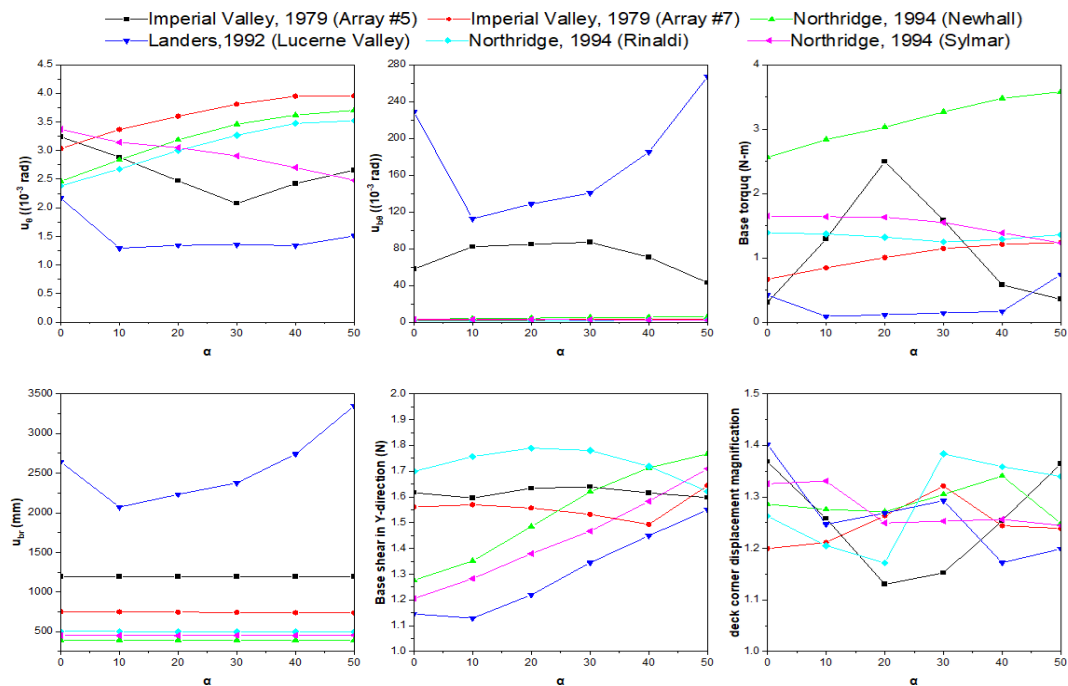 Imperial Valley, 1979 (Array #5) Imperial Valley, 1979 (Array #7) Northridge, 1994 (Newhall)
Landers,1992 (Lucerne Valley) Northridge, 1994 (Rinaldi) Northridge, 1994 (Sylmar)
4.5
4.0
3.5
3.0
2.5
2.0
1.5
1.0
0.5
0.0
uθ ((10⁻³ rad))
0 10 20 30 40 50
α
280
240
200
160
120
80
40
0
ubθ ((10⁻³ rad))
0 10 20 30 40 50
α
3
2
1
0
Base torquq (N-m)
0 10 20 30 40 50
α
3500
3000
2500
2000
1500
1000
500
ubr (mm)
0 10 20 30 40 50
α
2.0
1.9
1.8
1.7
1.6
1.5
1.4
1.3
1.2
1.1
1.0
Base shear in Y-direction (N)
0 10 20 30 40 50
α
1.5
1.4
1.3
1.2
1.1
1.0
deck corner displacement magnification
0 10 20 30 40 50
α